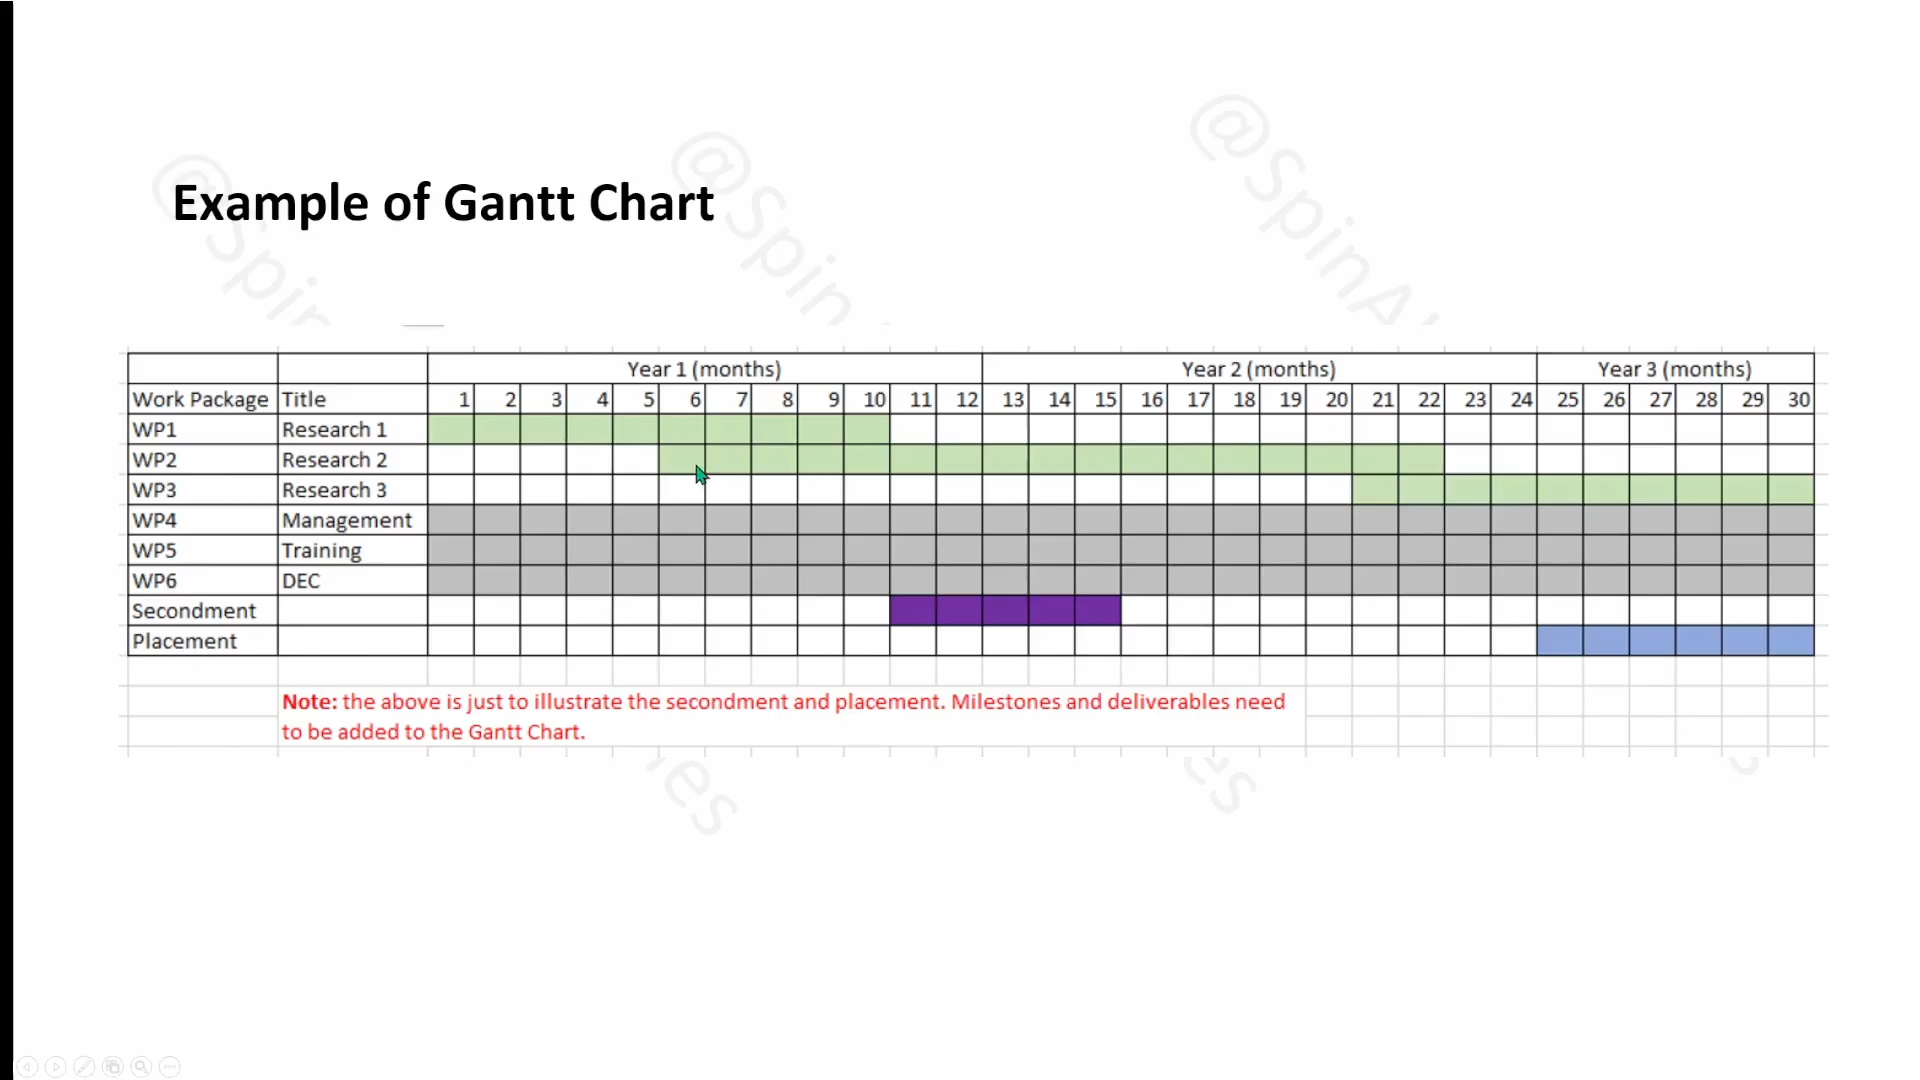 Example of Gantt Chart
@Spin
@Spin
@SpinA
Year 1 (months) Year 2 (months) Year 3 (months)
Work Package Title 1 2 3 4 5 6 7 8 9 10 11 12 13 14 15 16 17 18 19 20 21 22 23 24 25 26 27 28 29 30
WP1 Research 1
WP2 Research 2
WP3 Research 3
WP4 Management
WP5 Training
WP6 DEC
Secondment
Placement
Note: the above is just to illustrate the secondment and placement. Milestones and deliverables need
to be added to the Gantt Chart.